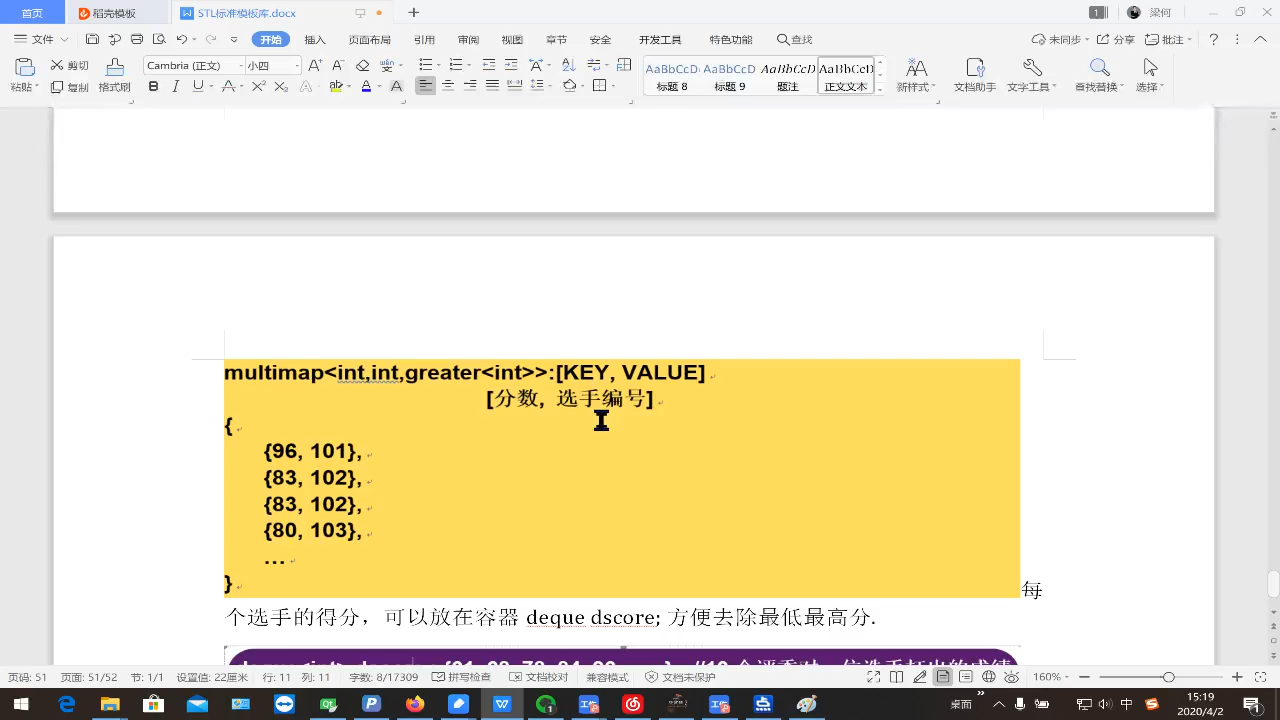 首页 稻壳模板 STL标准模板库.docx + 1 梁何
文件 开始 插入 页面布局 引用 审阅 视图 章节 安全 开发工具 特色功能 查找 未同步 分享 批注
粘贴 剪切 复制 格式刷 Cambria (正文) 小四 AaBbCcD 标题 8 AaBbCcD 标题 9 AaBbCcD 题注 AaBbCcD 正文文本 新样式 文档助手 文字工具 查找替换 选择
multimap<int,int,greater<int>>:[KEY, VALUE]
[分数, 选手编号]
{
{96, 101},
{83, 102},
{83, 102},
{80, 103},
...
} 每
个选手的得分，可以放在容器 deque dscore; 方便去除最低最高分.
页码: 51 页面: 51/52 节: 1/1 设置值: 22厘米 行: 11 列: 11 字数: 8/17309 拼写检查 文档校对 兼容模式 文档未保护 160%
桌面 中 15:19
2020/4/2